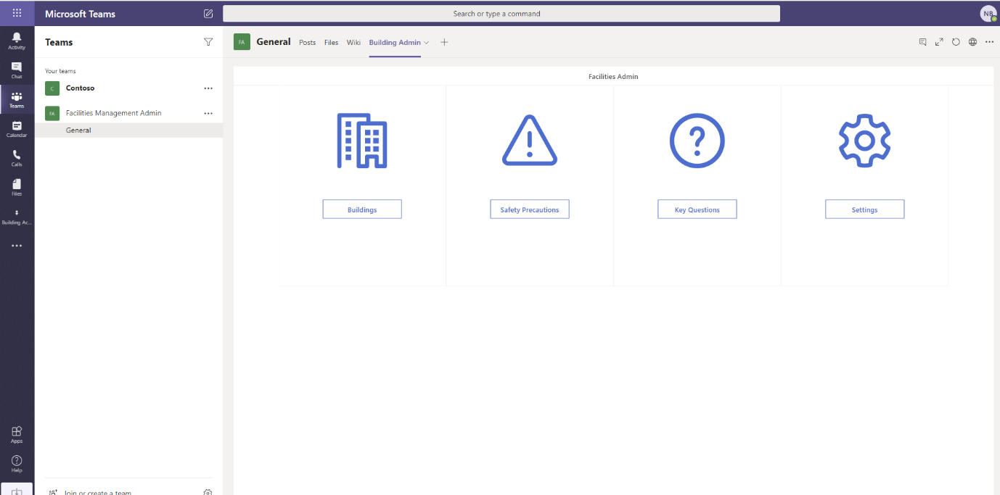 Microsoft Teams
Search or type a command
NB
Activity
Chat
Teams
Calendar
Calls
Files
Building Ac...
Apps
Help
Teams
Your teams
C
Contoso
FA
Facilities Management Admin
General
Join or create a team
FA
General
Posts
Files
Wiki
Building Admin
Facilities Admin
Buildings
Safety Precautions
Key Questions
Settings